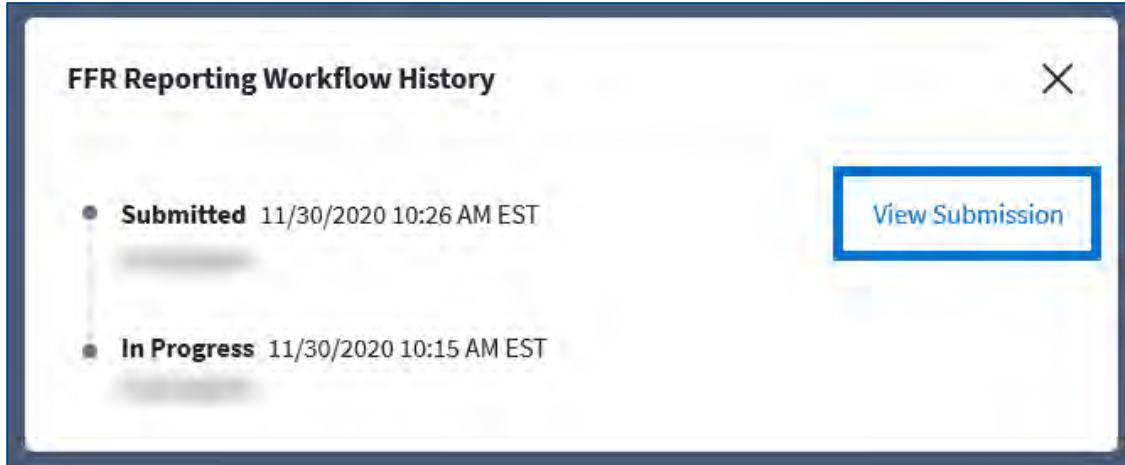 FFR Reporting Workflow History
Submitted 11/30/2020 10:26 AM EST
View Submission
In Progress 11/30/2020 10:15 AM EST